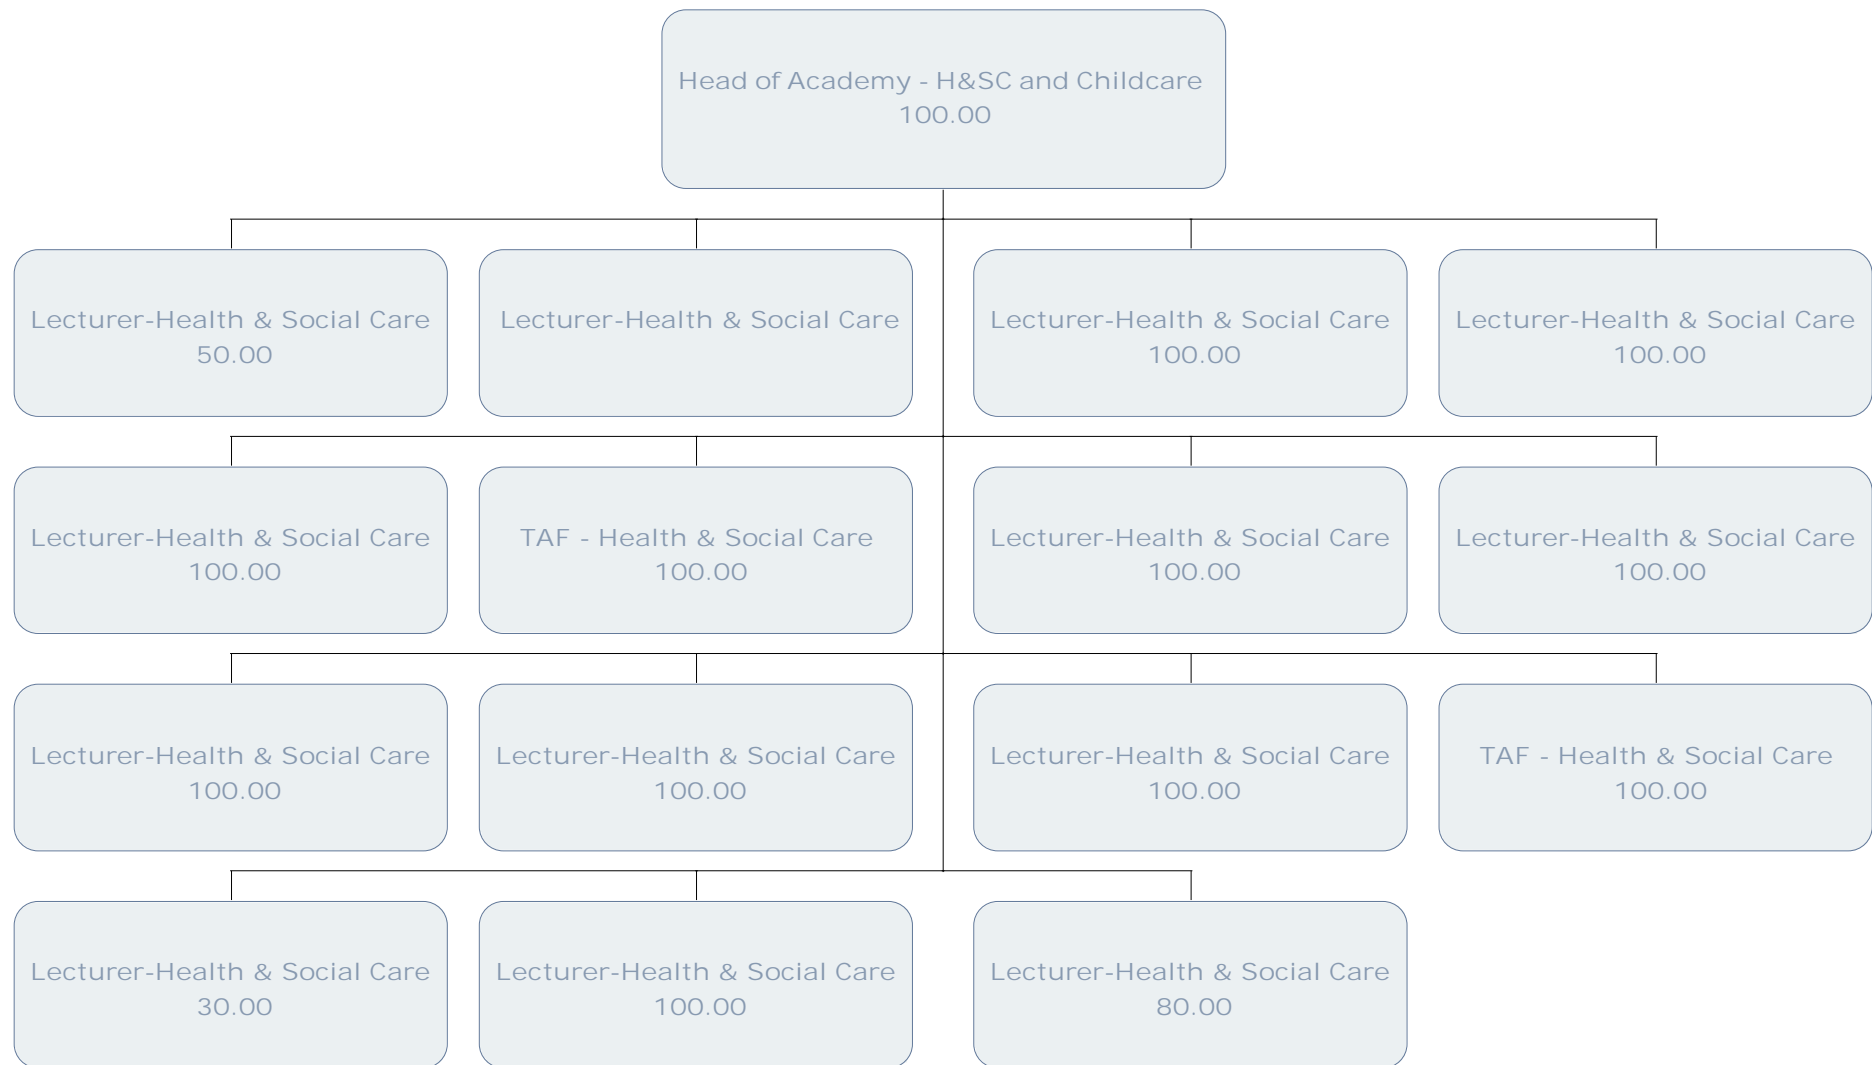 Head of Academy - H&SC and Childcare
100.00
Lecturer-Health & Social Care
50.00
Lecturer-Health & Social Care
Lecturer-Health & Social Care
100.00
Lecturer-Health & Social Care
100.00
Lecturer-Health & Social Care
100.00
TAF - Health & Social Care
100.00
Lecturer-Health & Social Care
100.00
Lecturer-Health & Social Care
100.00
Lecturer-Health & Social Care
100.00
Lecturer-Health & Social Care
100.00
Lecturer-Health & Social Care
100.00
TAF - Health & Social Care
100.00
Lecturer-Health & Social Care
30.00
Lecturer-Health & Social Care
100.00
Lecturer-Health & Social Care
80.00